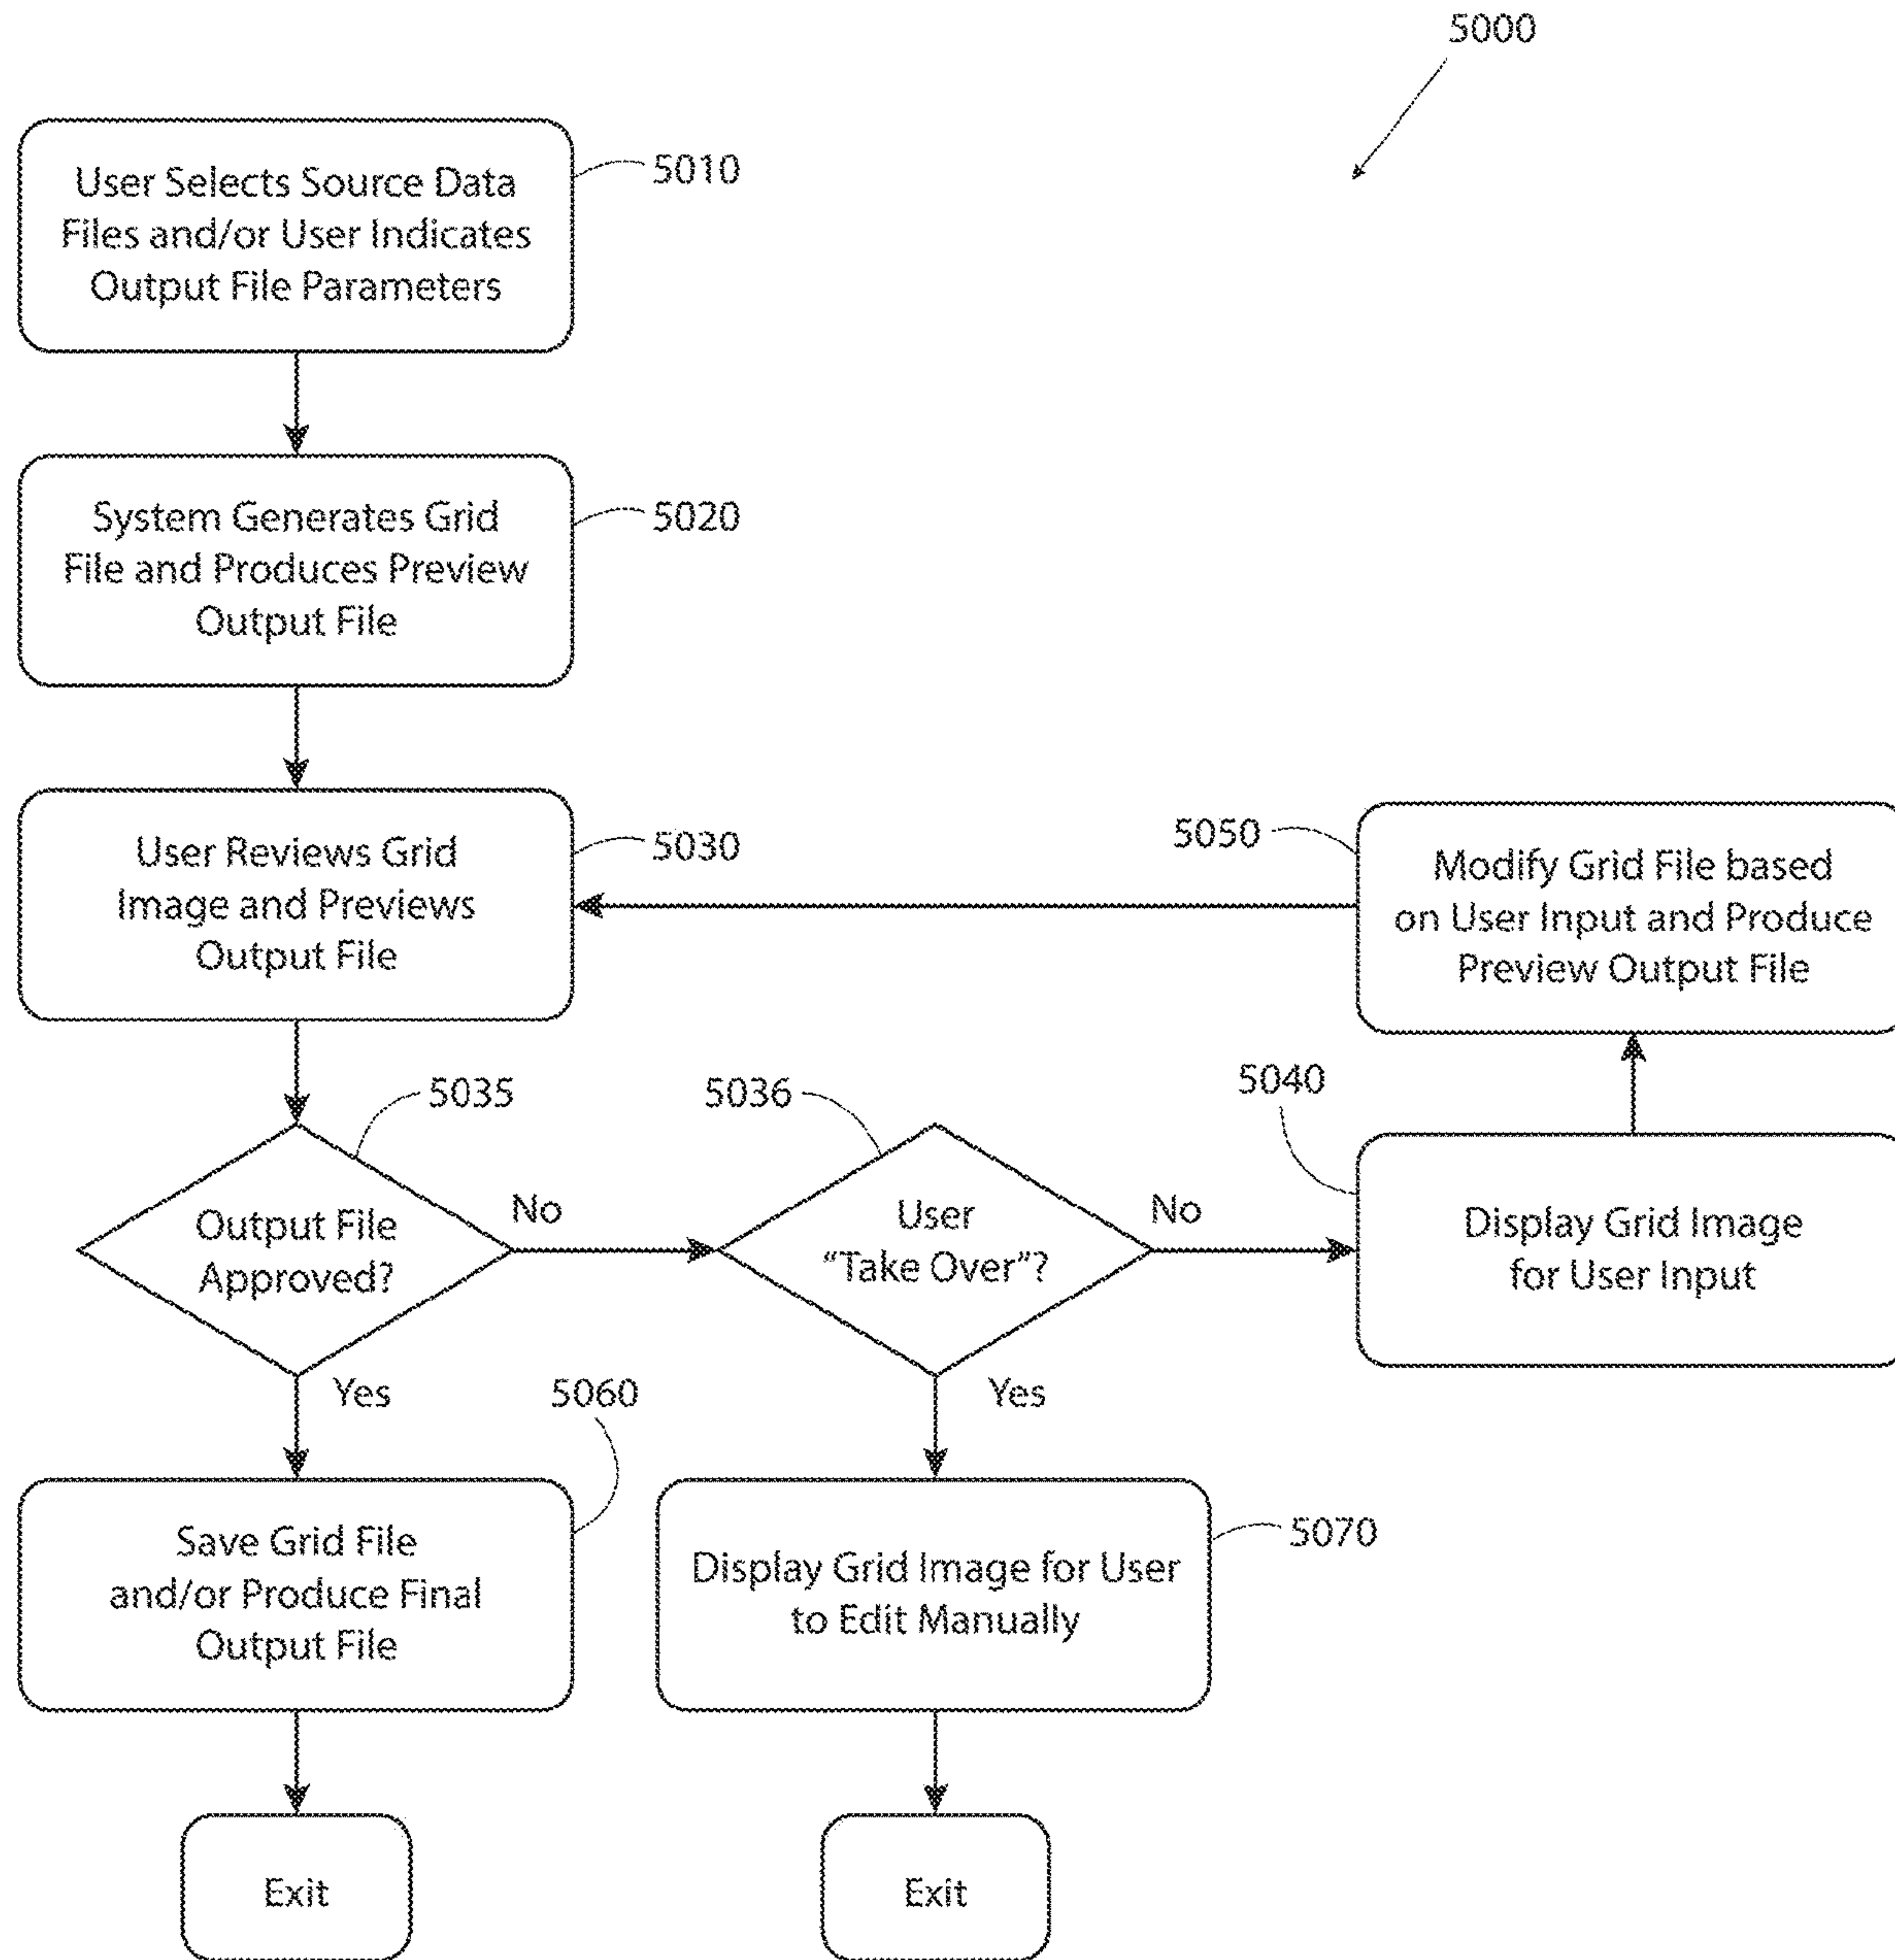 5000
User Selects Source Data
Files and/or User Indicates
Output File Parameters
5010
System Generates Grid
File and Produces Preview
Output File
5020
User Reviews Grid
Image and Previews
Output File
5030
5050
Modify Grid File based
on User Input and Produce
Preview Output File
5035
Output File
Approved?
No
Yes
5036
User
“Take Over”?
No
Yes
5040
Display Grid Image
for User Input
5060
Save Grid File
and/or Produce Final
Output File
5070
Display Grid Image for User
to Edit Manually
Exit
Exit